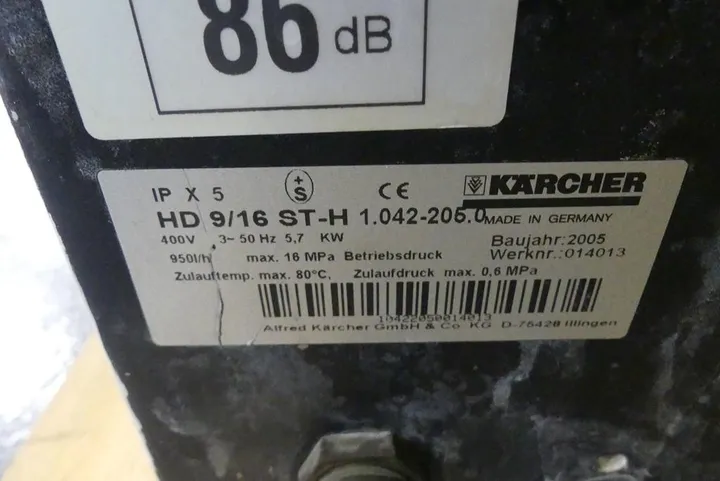 86 dB
IP X 5 + S CE KÄRCHER
HD 9/16 ST-H 1.042-205.0 MADE IN GERMANY
400V 3~ 50 Hz 5,7 KW Baujahr:2005
950l/h max. 16 MPa Betriebsdruck Werknr.:014013
Zulauftemp. max. 80°C, Zulaufdruck max. 0,6 MPa
10422050014013
Alfred Kärcher GmbH & Co. KG D-75428 Illingen